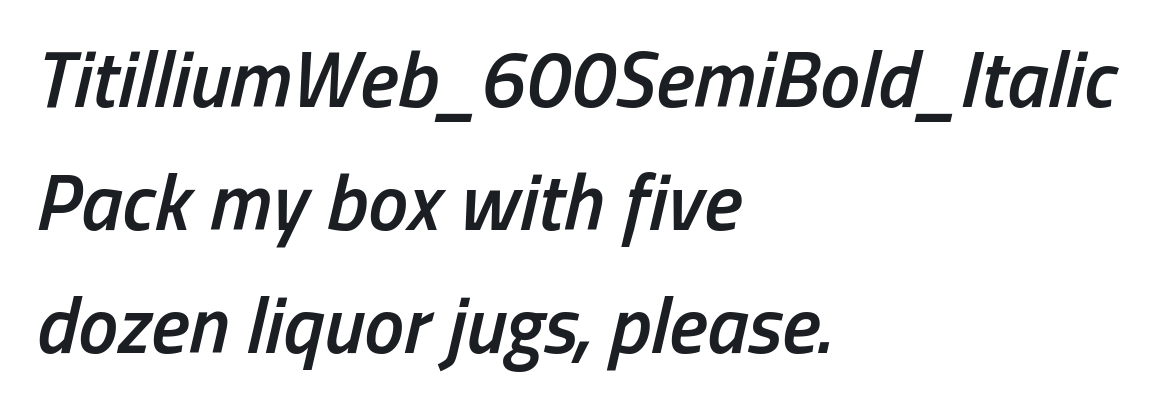 TitilliumWeb_600SemiBold_Italic
Pack my box with five
dozen liquor jugs, please.